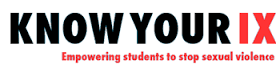 KNOW YOUR IX
Empowering students to stop sexual violence